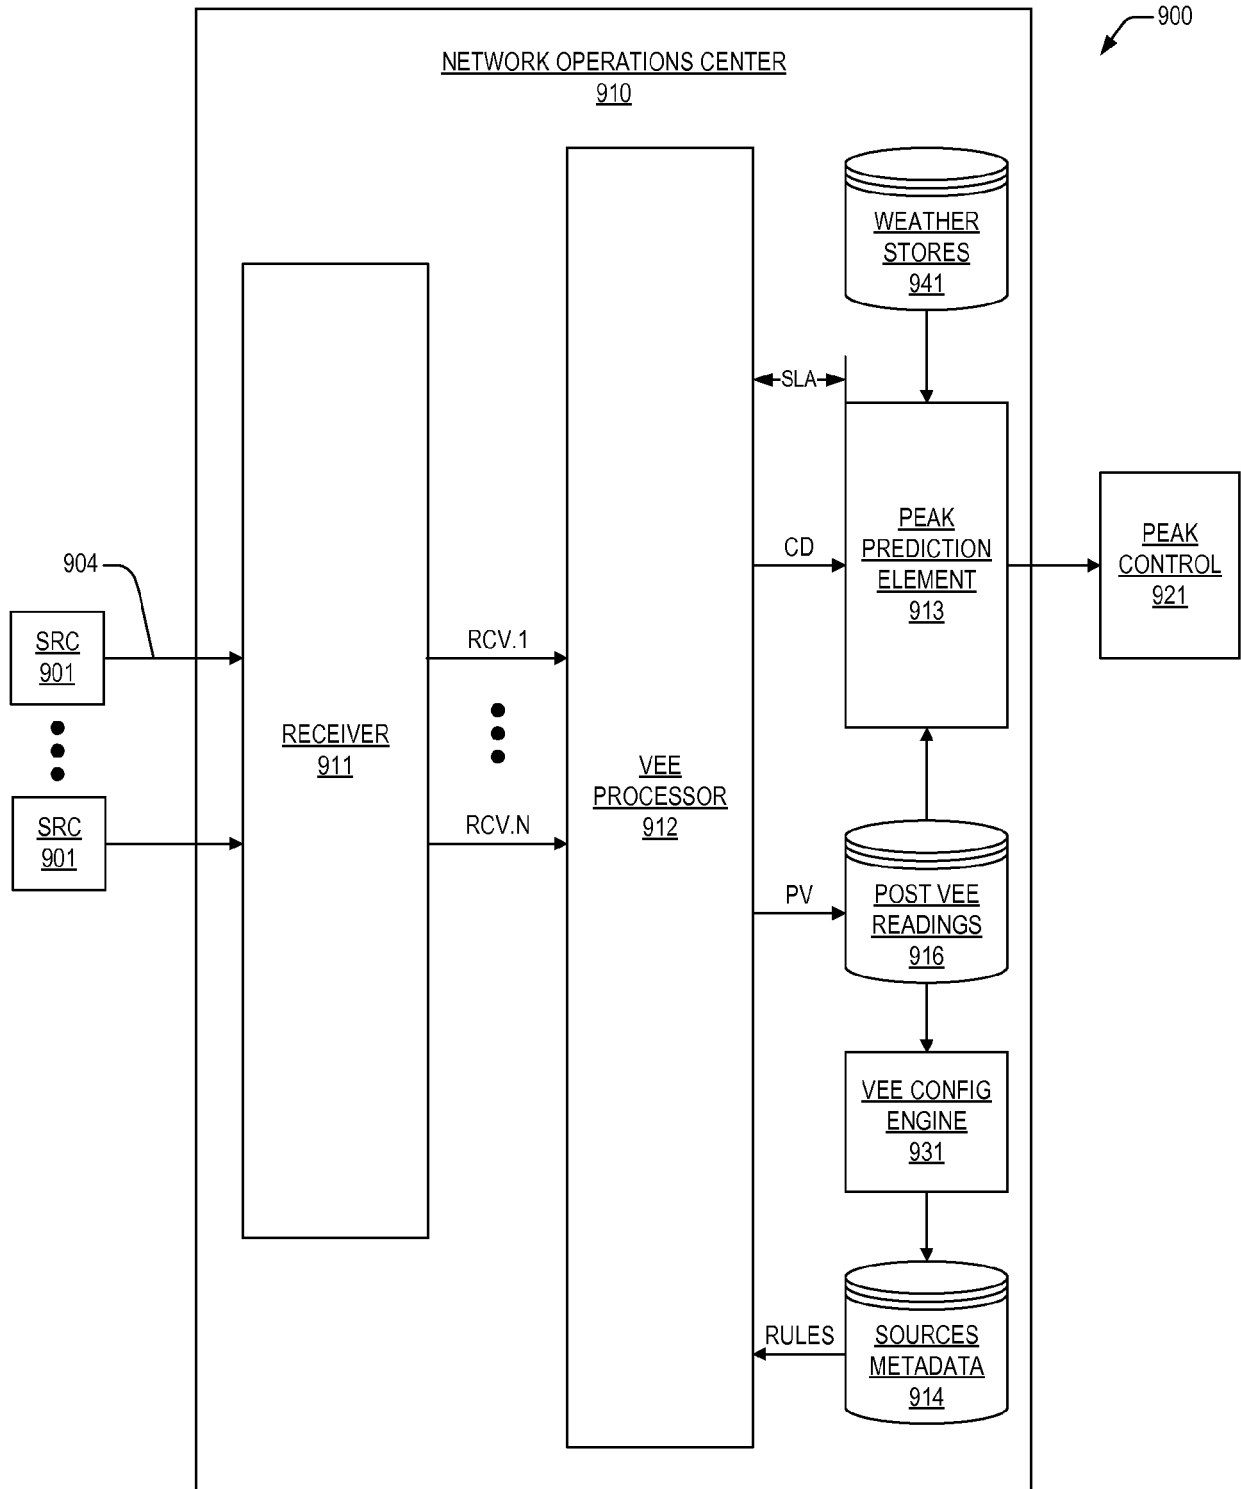 900
NETWORK OPERATIONS CENTER
910
WEATHER
STORES
941
SLA
PEAK
PREDICTION
ELEMENT
913
CD
PEAK
CONTROL
921
904
SRC
901
RCV.1
RECEIVER
911
VEE
PROCESSOR
912
SRC
901
RCV.N
PV
POST VEE
READINGS
916
VEE CONFIG
ENGINE
931
RULES
SOURCES
METADATA
914